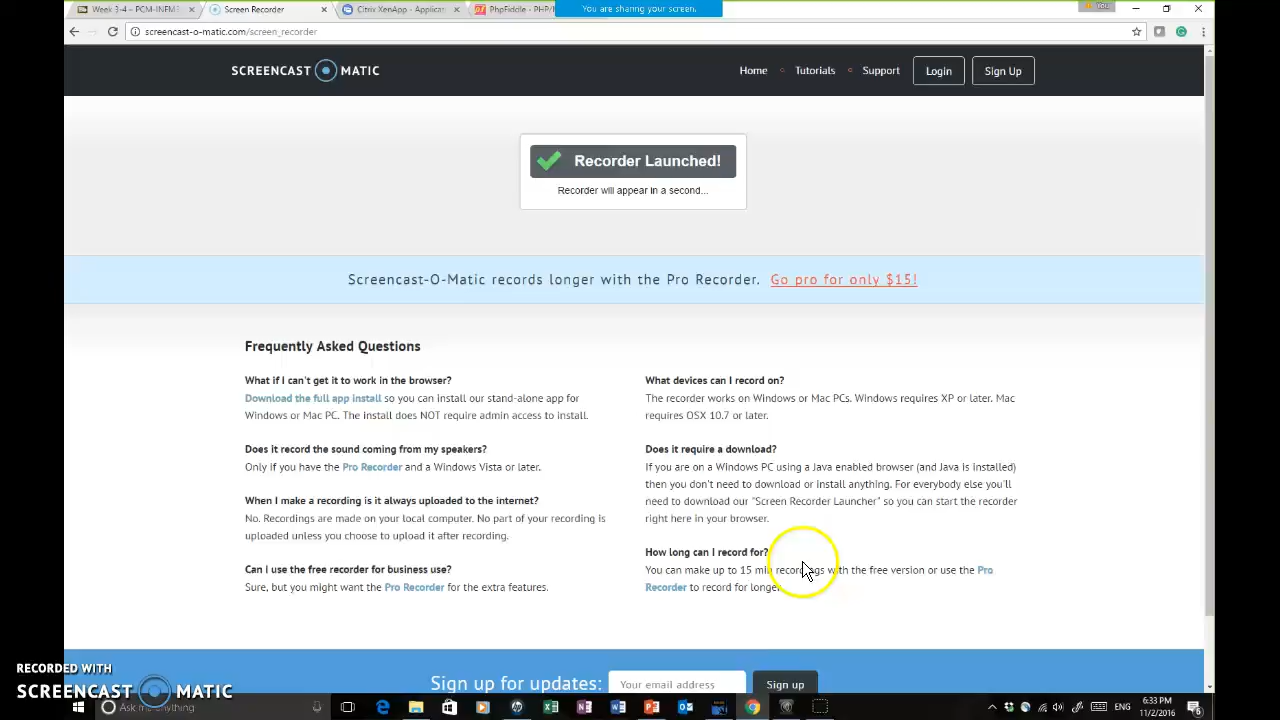 Week 3-4 – PCM-INFM3
Screen Recorder
Citrix XenApp - Applicat
PhpFiddle - PHP/
You are sharing your screen.
You
screencast-o-matic.com/screen_recorder
SCREENCAST MATIC
Home
Tutorials
Support
Login
Sign Up
Recorder Launched!
Recorder will appear in a second...
Screencast-O-Matic records longer with the Pro Recorder. Go pro for only $15!
Frequently Asked Questions
What if I can't get it to work in the browser?
Download the full app install so you can install our stand-alone app for
Windows or Mac PC. The install does NOT require admin access to install.
Does it record the sound coming from my speakers?
Only if you have the Pro Recorder and a Windows Vista or later.
When I make a recording is it always uploaded to the internet?
No. Recordings are made on your local computer. No part of your recording is
uploaded unless you choose to upload it after recording.
Can I use the free recorder for business use?
Sure, but you might want the Pro Recorder for the extra features.
What devices can I record on?
The recorder works on Windows or Mac PCs. Windows requires XP or later. Mac
requires OSX 10.7 or later.
Does it require a download?
If you are on a Windows PC using a Java enabled browser (and Java is installed)
then you don't need to download or install anything. For everybody else you'll
need to download our "Screen Recorder Launcher" so you can start the recorder
right here in your browser.
How long can I record for?
You can make up to 15 min recordings with the free version or use the Pro
Recorder to record for longer.
Sign up for updates:
Your email address
Sign up
RECORDED WITH
SCREENCAST MATIC
Ask me anything
ENG
6:33 PM
11/2/2016
6